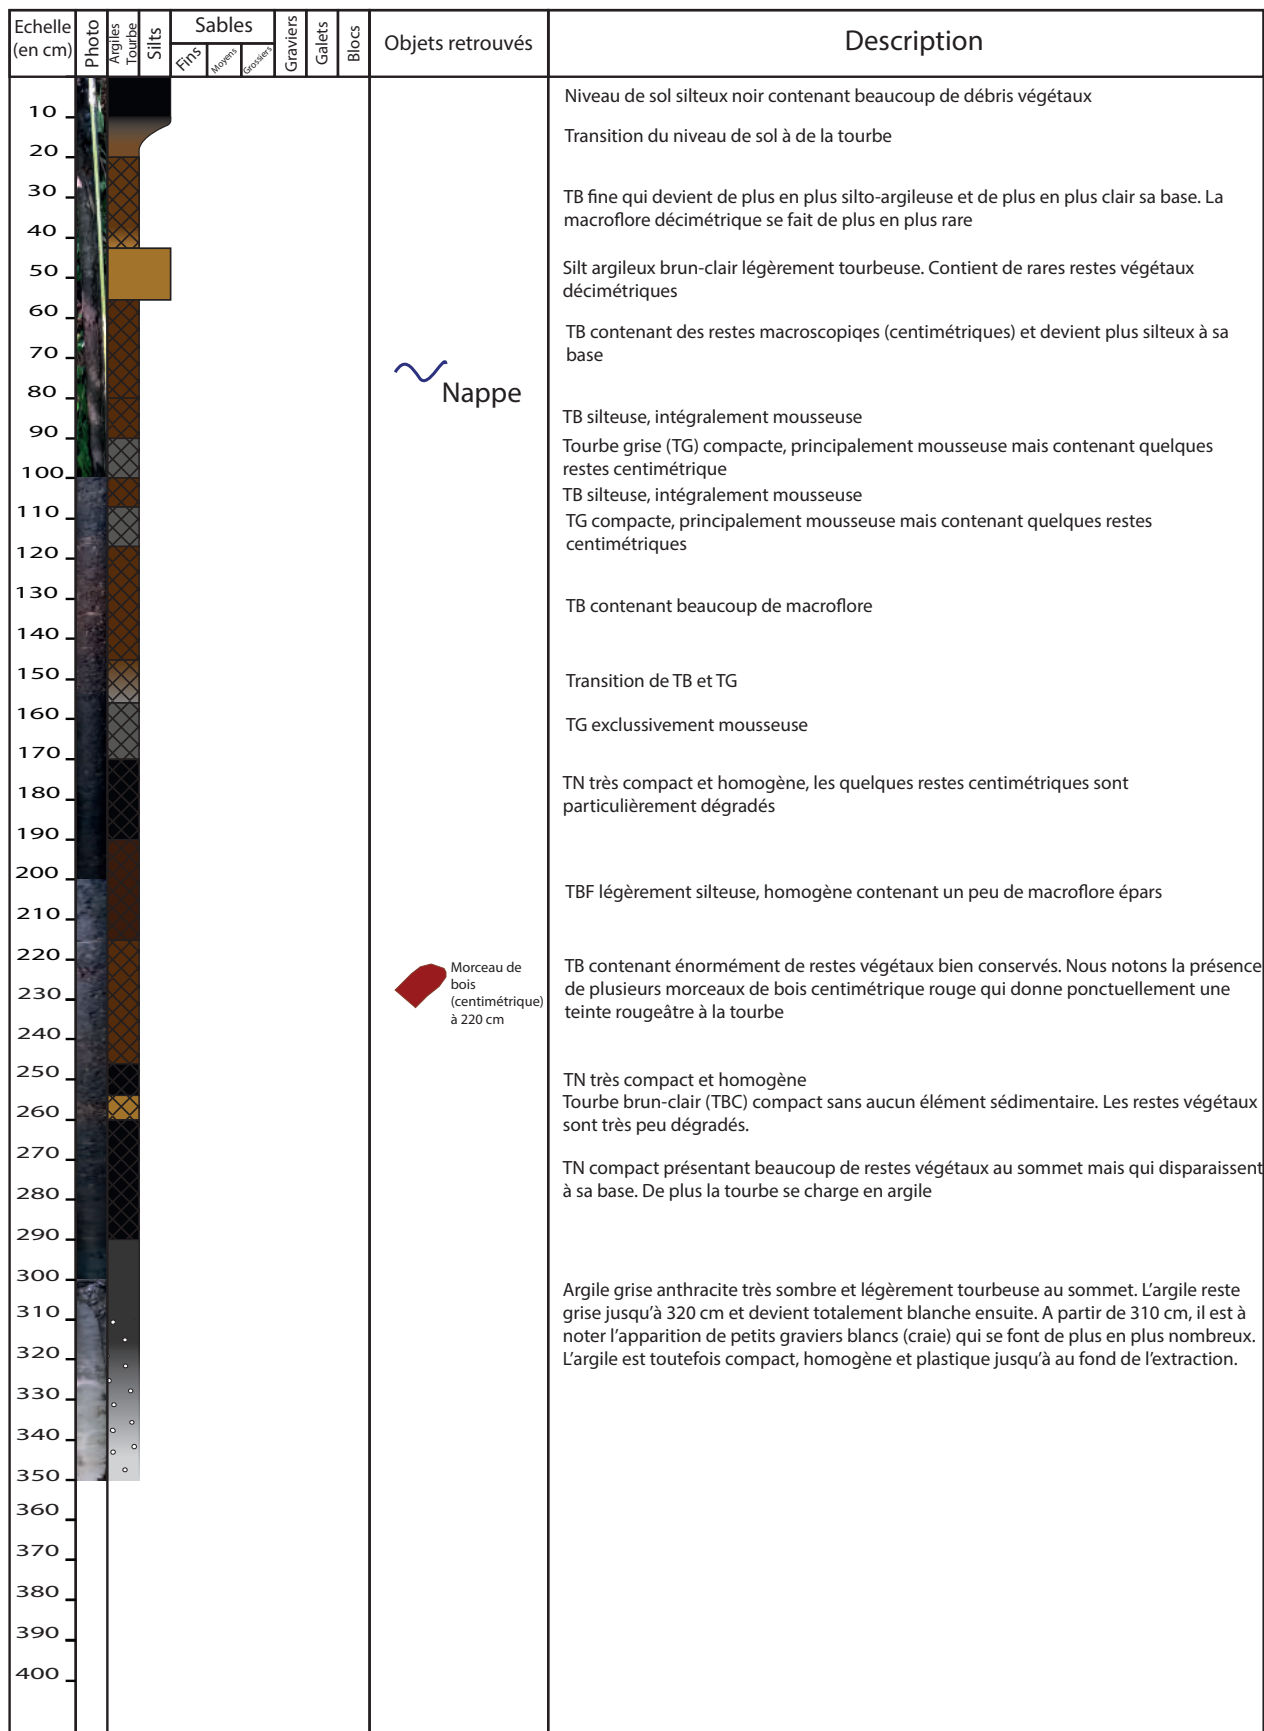 Echelle
(en cm)
Photo
Argiles
Tourbe
Silts
Sables
Fins
Moyens
Grossiers
Graviers
Galets
Blocs
Objets retrouvés
Description
10
20
30
40
50
60
70
80
90
100
110
120
130
140
150
160
170
180
190
200
210
220
230
240
250
260
270
280
290
300
310
320
330
340
350
360
370
380
390
400
Nappe
Morceau de
bois
(centimétrique)
à 220 cm
Niveau de sol silteux noir contenant beaucoup de débris végétaux
Transition du niveau de sol à de la tourbe
TB fine qui devient de plus en plus silto-argileuse et de plus en plus clair sa base. La
macroflore décimétrique se fait de plus en plus rare
Silt argileux brun-clair légèrement tourbeuse. Contient de rares restes végétaux
décimétriques
TB contenant des restes macroscopiqes (centimétriques) et devient plus silteux à sa
base
TB silteuse, intégralement mousseuse
Tourbe grise (TG) compacte, principalement mousseuse mais contenant quelques
restes centimétrique
TB silteuse, intégralement mousseuse
TG compacte, principalement mousseuse mais contenant quelques restes
centimétriques
TB contenant beaucoup de macroflore
Transition de TB et TG
TG exclussivement mousseuse
TN très compact et homogène, les quelques restes centimétriques sont
particulièrement dégradés
TBF légèrement silteuse, homogène contenant un peu de macroflore épars
TB contenant énormément de restes végétaux bien conservés. Nous notons la présence
de plusieurs morceaux de bois centimétrique rouge qui donne ponctuellement une
teinte rougeâtre à la tourbe
TN très compact et homogène
Tourbe brun-clair (TBC) compact sans aucun élément sédimentaire. Les restes végétaux
sont très peu dégradés.
TN compact présentant beaucoup de restes végétaux au sommet mais qui disparaissent
à sa base. De plus la tourbe se charge en argile
Argile grise anthracite très sombre et légèrement tourbeuse au sommet. L'argile reste
grise jusqu'à 320 cm et devient totalement blanche ensuite. A partir de 310 cm, il est à
noter l'apparition de petits graviers blancs (craie) qui se font de plus en plus nombreux.
L'argile est toutefois compact, homogène et plastique jusqu'à au fond de l'extraction.